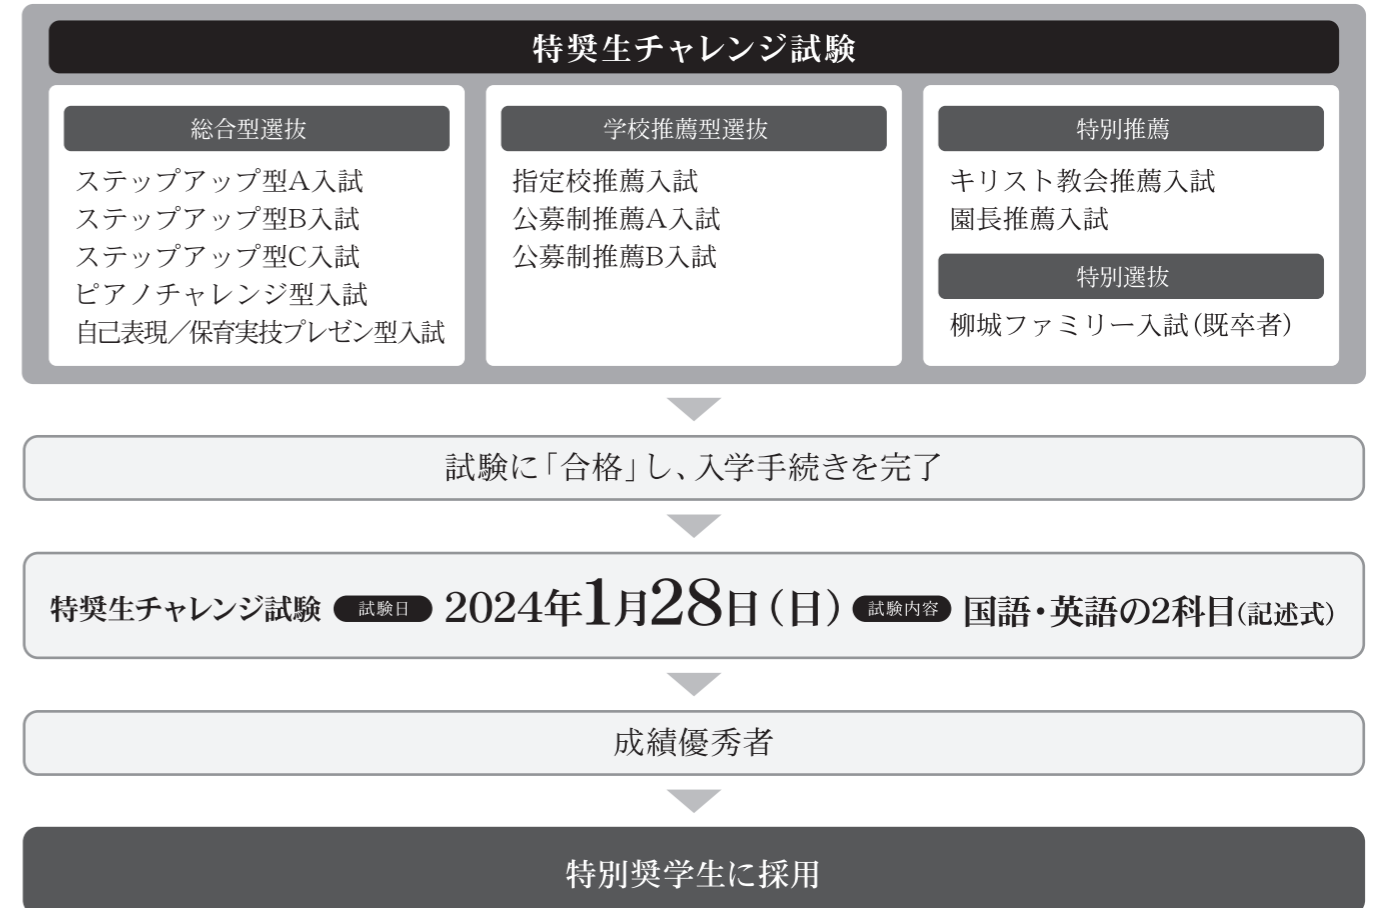 特奨生チャレンジ試験
総合型選抜
ステップアップ型A入試
ステップアップ型B入試
ステップアップ型C入試
ピアノチャレンジ型入試
自己表現／保育実技プレゼン型入試
学校推薦型選抜
指定校推薦入試
公募制推薦A入試
公募制推薦B入試
特別推薦
キリスト教会推薦入試
園長推薦入試
特別選抜
柳城ファミリー入試（既卒者）
試験に「合格」し、入学手続きを完了
特奨生チャレンジ試験 試験日 2024年1月28日（日） 試験内容 国語・英語の2科目（記述式）
成績優秀者
特別奨学生に採用